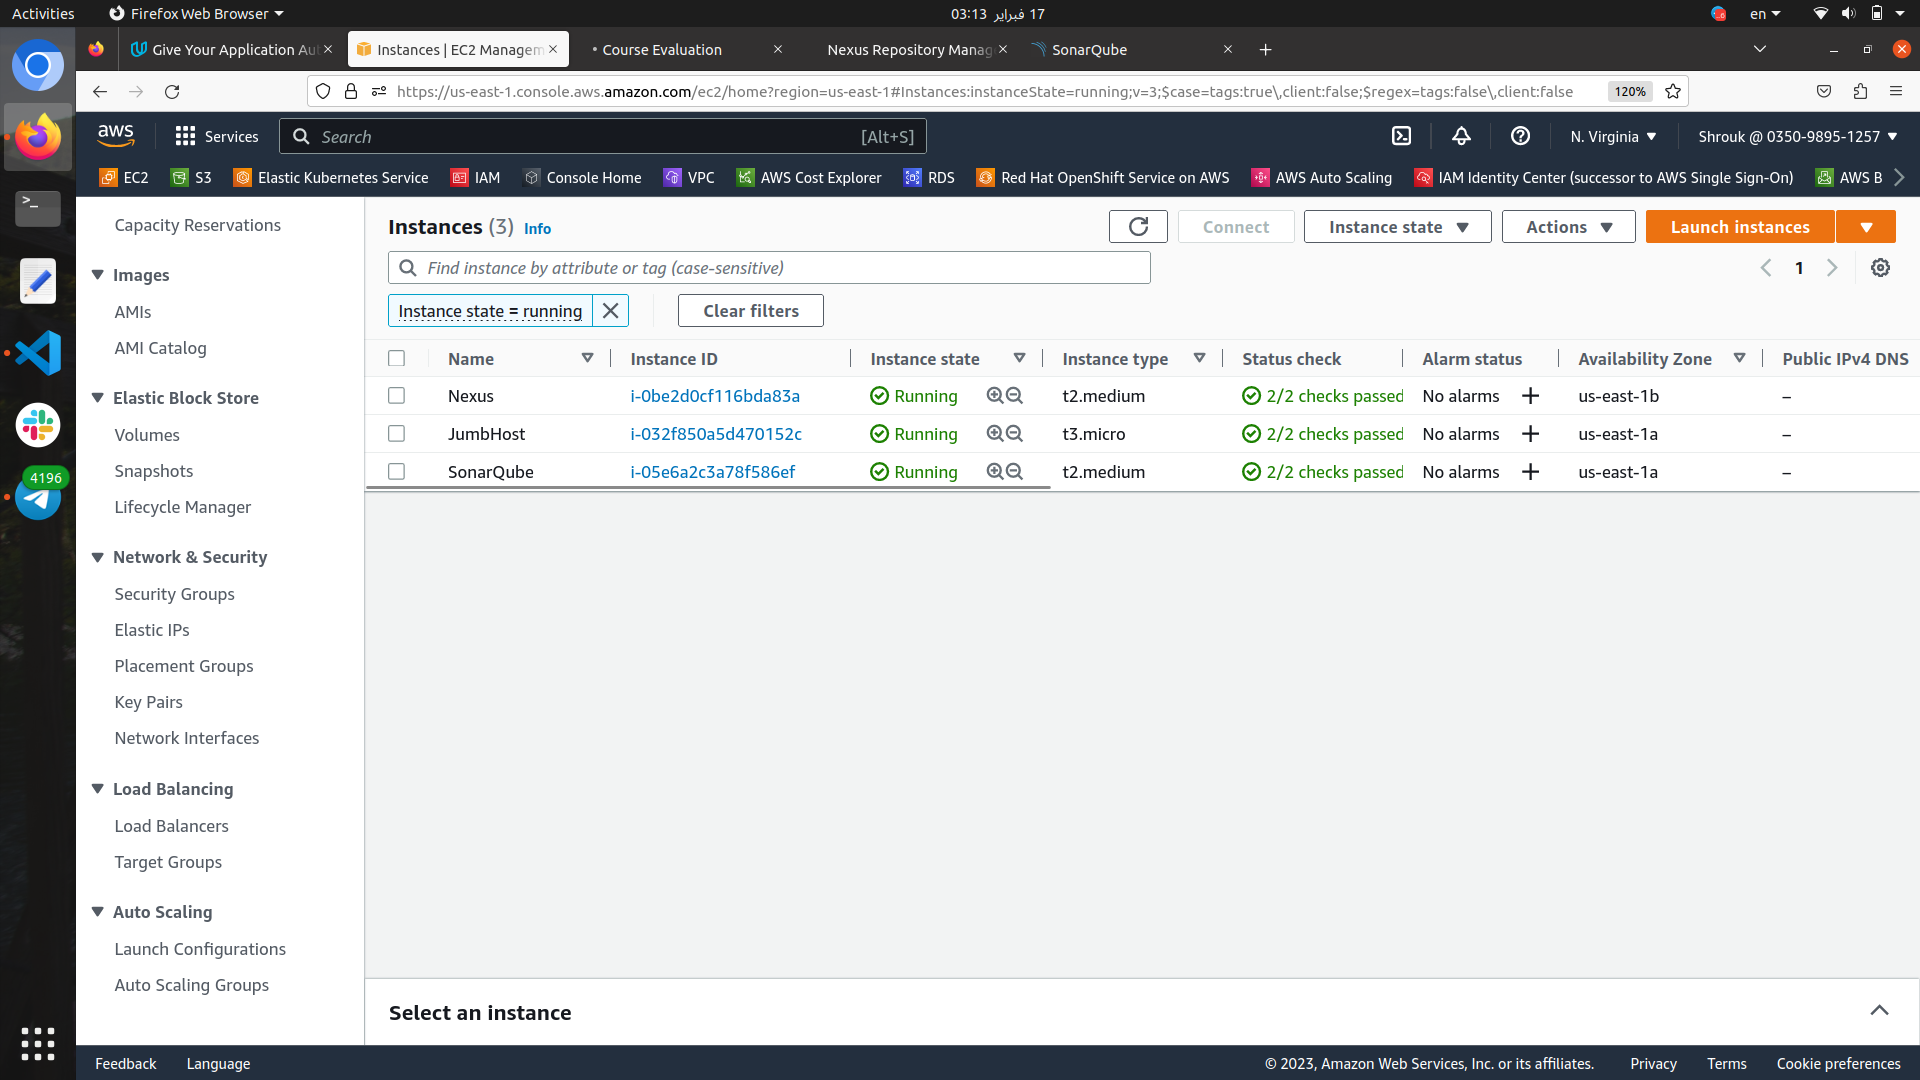 Activities
Firefox Web Browser
03:13 17 فبراير
en
Give Your Application Au
Instances | EC2 Managem
Course Evaluation
Nexus Repository Manag
SonarQube
https://us-east-1.console.aws.amazon.com/ec2/home?region=us-east-1#Instances:instanceState=running;v=3;$case=tags:true\,client:false;$regex=tags:false\,client:false
120%
aws
Services
Search
[Alt+S]
N. Virginia
Shrouk @ 0350-9895-1257
EC2
S3
Elastic Kubernetes Service
IAM
Console Home
VPC
AWS Cost Explorer
RDS
Red Hat OpenShift Service on AWS
AWS Auto Scaling
IAM Identity Center (successor to AWS Single Sign-On)
AWS B
4196
Capacity Reservations
Images
AMIs
AMI Catalog
Elastic Block Store
Volumes
Snapshots
Lifecycle Manager
Network & Security
Security Groups
Elastic IPs
Placement Groups
Key Pairs
Network Interfaces
Load Balancing
Load Balancers
Target Groups
Auto Scaling
Launch Configurations
Auto Scaling Groups
Instances (3) Info
Connect
Instance state
Actions
Launch instances
Find instance by attribute or tag (case-sensitive)
1
Instance state = running
Clear filters
Name Instance ID Instance state Instance type Status check Alarm status Availability Zone Public IPv4 DNS
Nexus i-0be2d0cf116bda83a Running t2.medium 2/2 checks passed No alarms + us-east-1b –
JumbHost i-032f850a5d470152c Running t3.micro 2/2 checks passed No alarms + us-east-1a –
SonarQube i-05e6a2c3a78f586ef Running t2.medium 2/2 checks passed No alarms + us-east-1a –
Select an instance
Feedback
Language
© 2023, Amazon Web Services, Inc. or its affiliates.
Privacy
Terms
Cookie preferences